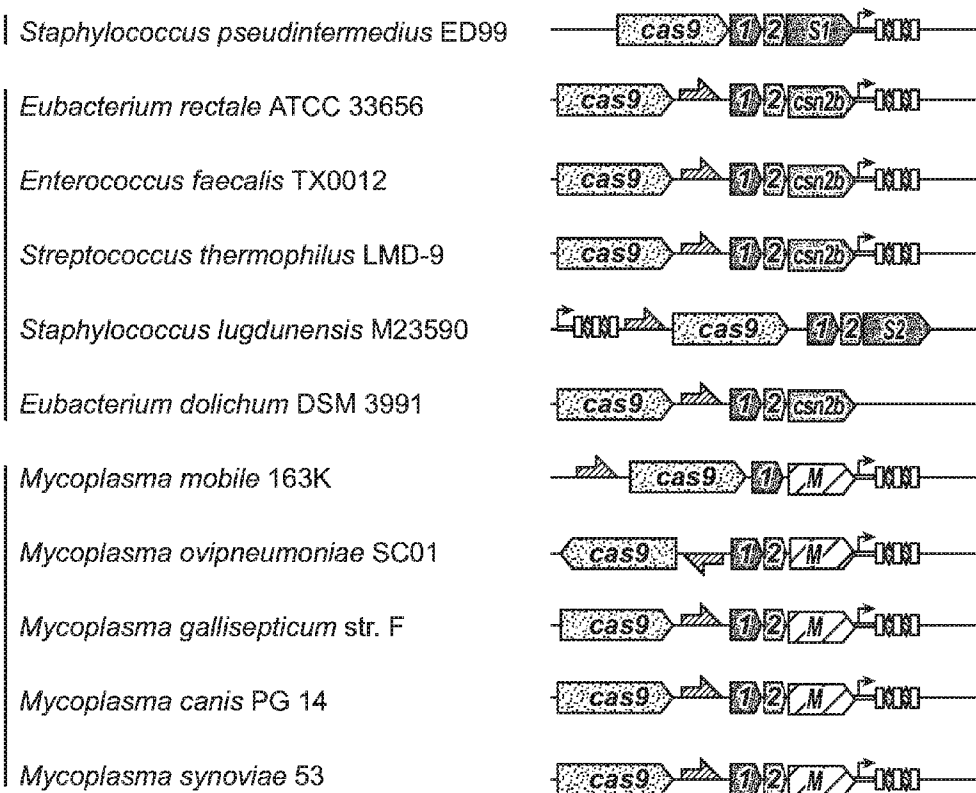 Staphylococcus pseudintermedius ED99 cas9 1 2 S1
Eubacterium rectale ATCC 33656 cas9 1 2 csn2b
Enterococcus faecalis TX0012 cas9 1 2 csn2b
Streptococcus thermophilus LMD-9 cas9 1 2 csn2b
Staphylococcus lugdunensis M23590 cas9 1 2 S2
Eubacterium dolichum DSM 3991 cas9 1 2 csn2b
Mycoplasma mobile 163K cas9 1 M
Mycoplasma ovipneumoniae SC01 cas9 1 2 M
Mycoplasma gallisepticum str. F cas9 1 2 M
Mycoplasma canis PG 14 cas9 1 2 M
Mycoplasma synoviae 53 cas9 1 2 M